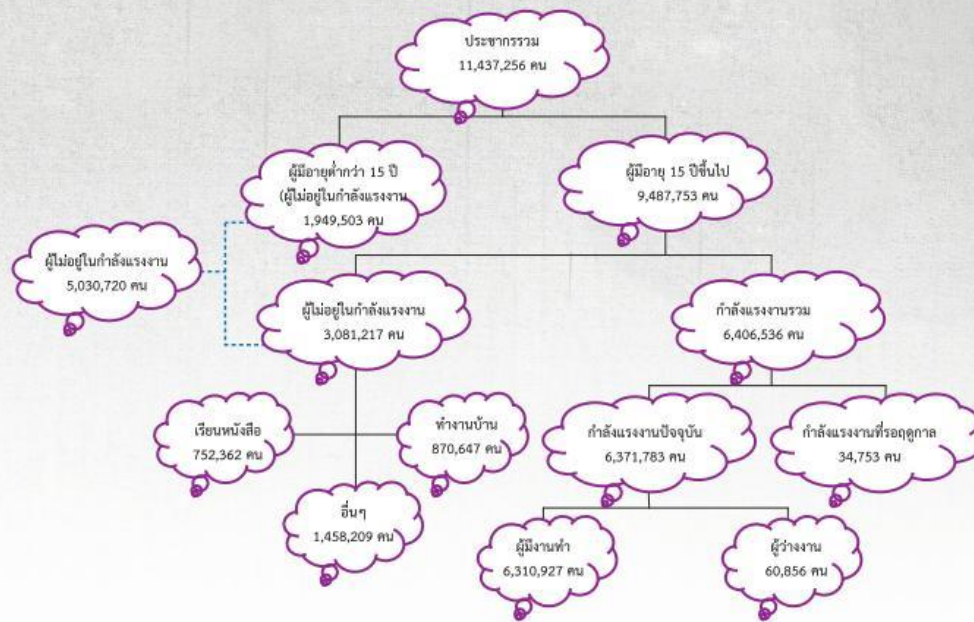 ประชากรรวม
11,437,256 คน
ผู้มีอายุต่ำกว่า 15 ปี
(ผู้ไม่อยู่ในกำลังแรงงาน
1,949,503 คน
ผู้มีอายุ 15 ปีขึ้นไป
9,487,753 คน
ผู้ไม่อยู่ในกำลังแรงงาน
5,030,720 คน
ผู้ไม่อยู่ในกำลังแรงงาน
3,081,217 คน
กำลังแรงงานรวม
6,406,536 คน
เรียนหนังสือ
752,362 คน
ทำงานบ้าน
870,647 คน
กำลังแรงงานปัจจุบัน
6,371,783 คน
กำลังแรงงานที่รอฤดูกาล
34,753 คน
อื่นๆ
1,458,209 คน
ผู้มีงานทำ
6,310,927 คน
ผู้ว่างงาน
60,856 คน